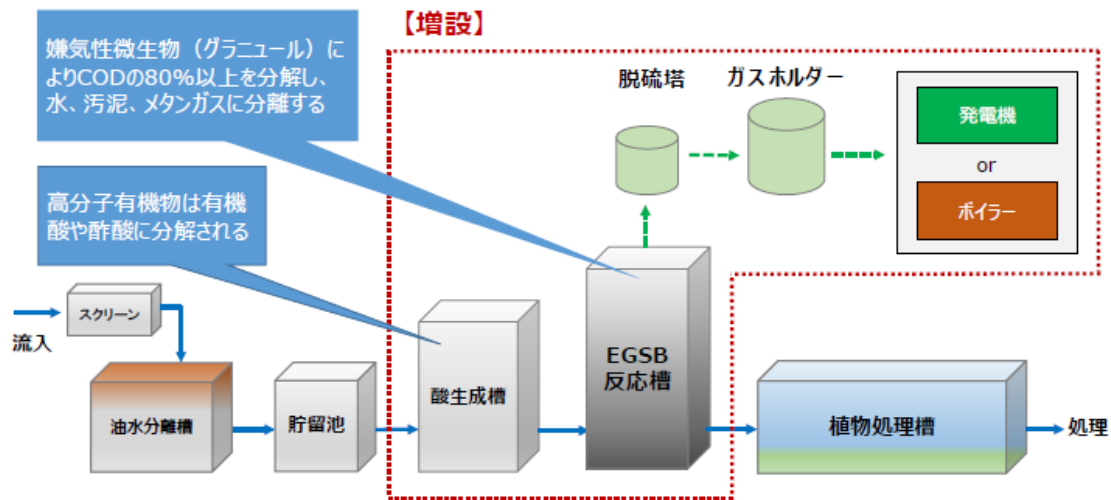 【増設】
嫌気性微生物（グラニュール）に
よりCODの80％以上を分解し、
水、汚泥、メタンガスに分離する
脱硫塔
ガスホルダー
発電機
or
ボイラー
高分子有機物は有機
酸や酢酸に分解される
スクリーン
流入
油水分離槽
貯留池
酸生成槽
EGSB
反応槽
植物処理槽
処理